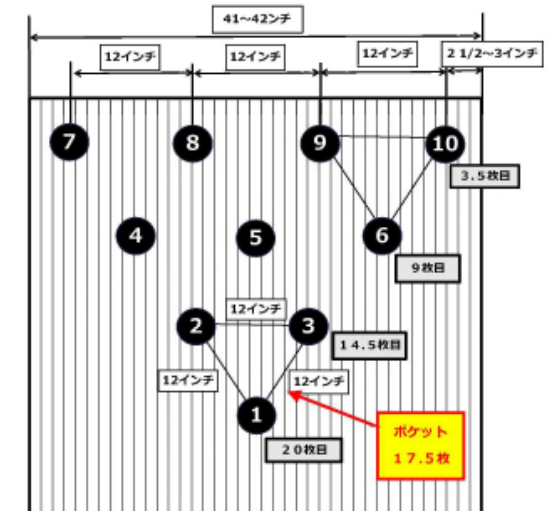 41～42ンチ
12インチ 12インチ 12インチ 2 1/2～3インチ
7 8 9 10
3.5枚目
4 5 6
9枚目
12インチ
2 3
14.5枚目
12インチ 12インチ
1
ポケット
17.5枚
20枚目